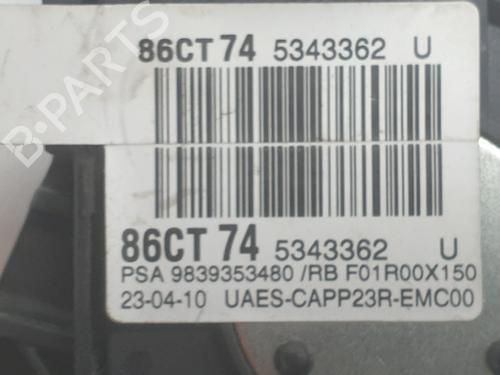 86CT 74 5343362 U
B-PARTS
86CT 74 5343362 U
PSA 9839353480 /RB F01R00X150
23-04-10 UAES-CAPP23R-EMC00